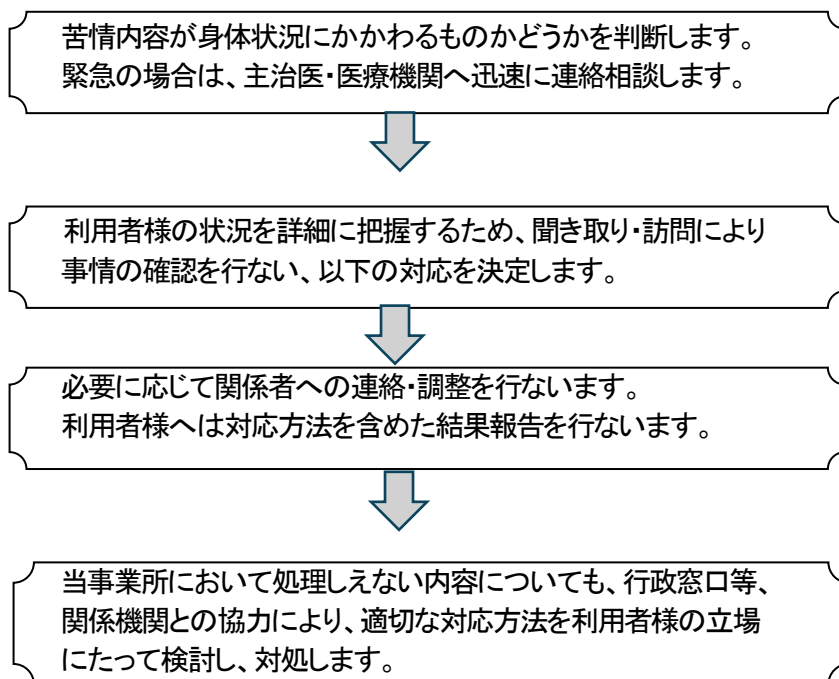 苦情内容が身体状況にかかわるものかどうかを判断します。
緊急の場合は、主治医・医療機関へ迅速に連絡相談します。
利用者様の状況を詳細に把握するため、聞き取り・訪問により
事情の確認を行ない、以下の対応を決定します。
必要に応じて関係者への連絡・調整を行ないます。
利用者様へは対応方法を含めた結果報告を行ないます。
当事業所において処理しえない内容についても、行政窓口等、
関係機関との協力により、適切な対応方法を利用者様の立場
にたって検討し、対処します。